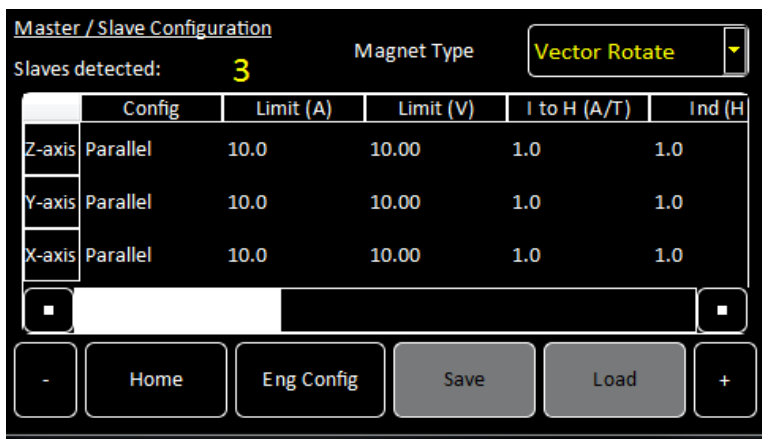 Master / Slave Configuration
Magnet Type
Vector Rotate
Slaves detected: 3
Config Limit (A) Limit (V) I to H (A/T) Ind (H
Z-axis Parallel 10.0 10.00 1.0 1.0
Y-axis Parallel 10.0 10.00 1.0 1.0
X-axis Parallel 10.0 10.00 1.0 1.0
- Home Eng Config Save Load +